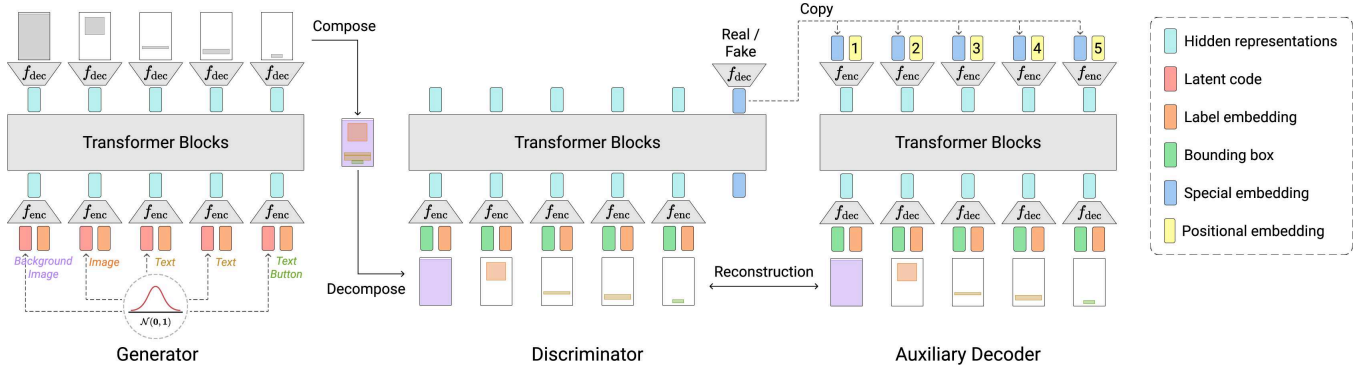 Compose
Real /
Fake
Copy
f_dec f_dec f_dec f_dec f_dec
f_dec
1 2 3 4 5
f_enc f_enc f_enc f_enc f_enc
Transformer Blocks
Transformer Blocks
Transformer Blocks
f_enc f_enc f_enc f_enc f_enc
f_enc f_enc f_enc f_enc f_enc
f_dec f_dec f_dec f_dec f_dec
Background
Image
Image
Text
Text
Text
Button
N(0, 1)
Decompose
Reconstruction
Generator
Discriminator
Auxiliary Decoder
Hidden representations
Latent code
Label embedding
Bounding box
Special embedding
Positional embedding